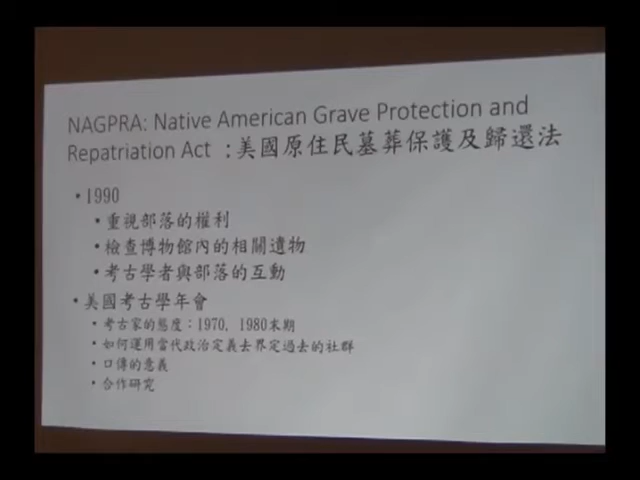 NAGPRA: Native American Grave Protection and
Repatriation Act :美國原住民墓葬保護及歸還法
• 1990
• 重視部落的權利
• 檢查博物館內的相關遺物
• 考古學者與部落的互動
• 美國考古學年會
• 考古家的態度：1970, 1980末期
• 如何運用當代政治定義去界定過去的社群
• 口傳的意義
• 合作研究